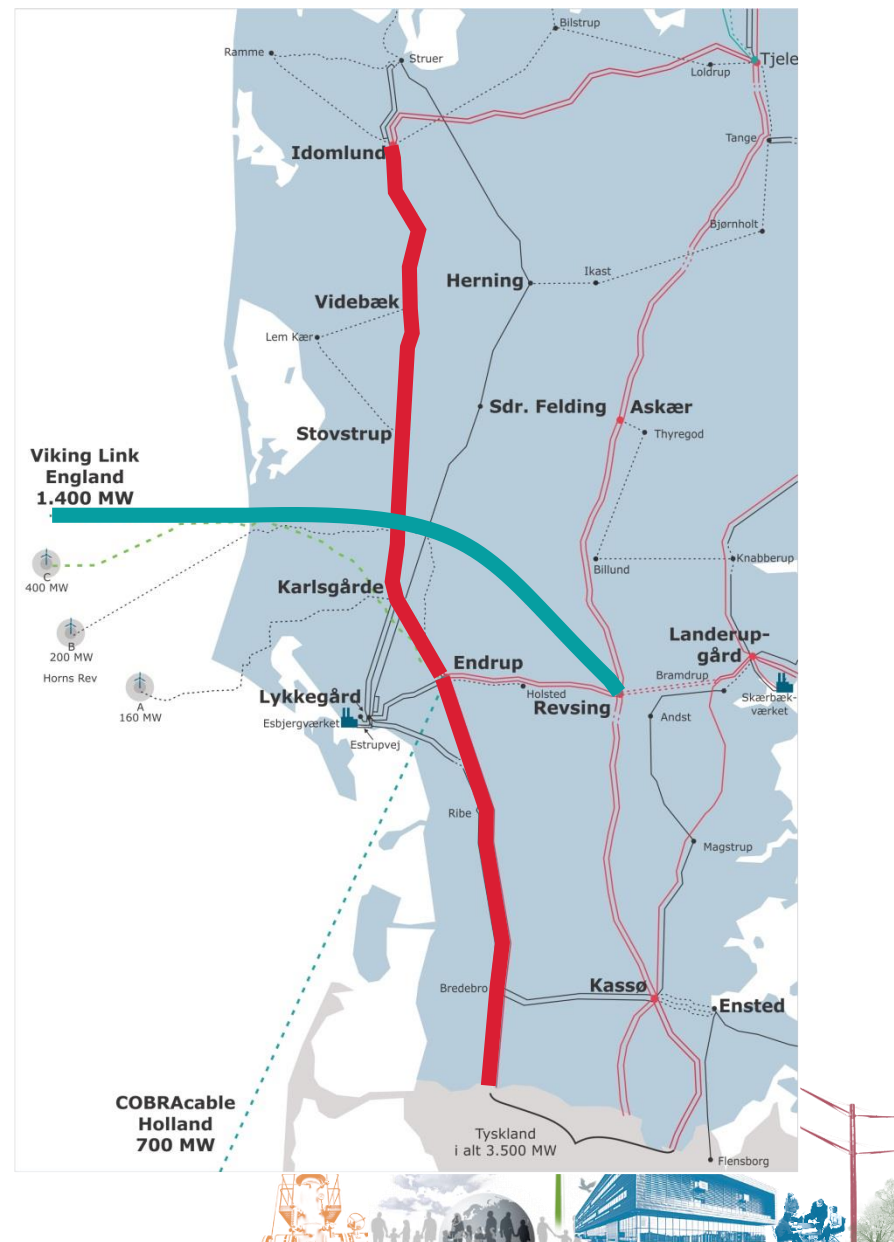 Bilstrup
Ramme
Struer
Tjele
Loldrup
Tange
Idomlund
Bjørnholt
Herning
Ikast
Videbæk
Lem Kær
Sdr. Felding
Askær
Stovstrup
Thyregod
Viking Link
England
1.400 MW
C
400 MW
Karlsgårde
Billund
Knabberup
B
200 MW
Horns Rev
Landerup-
gård
Endrup
Bramdrup
A
160 MW
Lykkegård
Esbjergværket
Estrupvej
Holsted
Revsing
Skærbæk-
værket
Andst
Ribe
Magstrup
Bredebro
Kassø
Ensted
COBRAcable
Holland
700 MW
Tyskland
i alt 3.500 MW
Flensborg